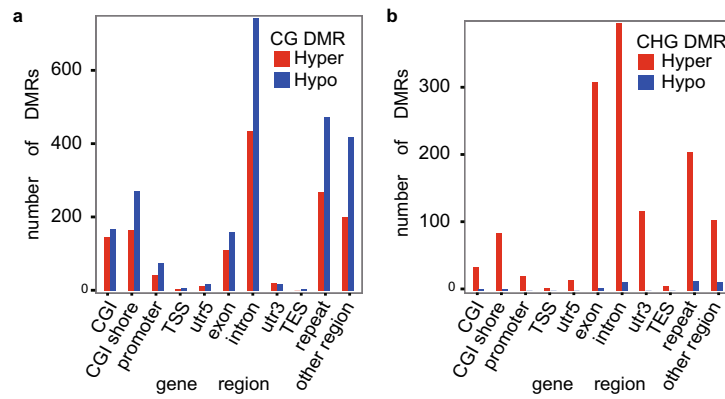 a
CG DMR
Hyper
Hypo
number of DMRs
600
400
200
0
CGI
CGI shore
promoter
TSS
utr5
exon
intron
utr3
TES
repeat
other region
gene region
b
CHG DMR
Hyper
Hypo
number of DMRs
300
200
100
0
CGI
CGI shore
promoter
TSS
utr5
exon
intron
utr3
TES
repeat
other region
gene region